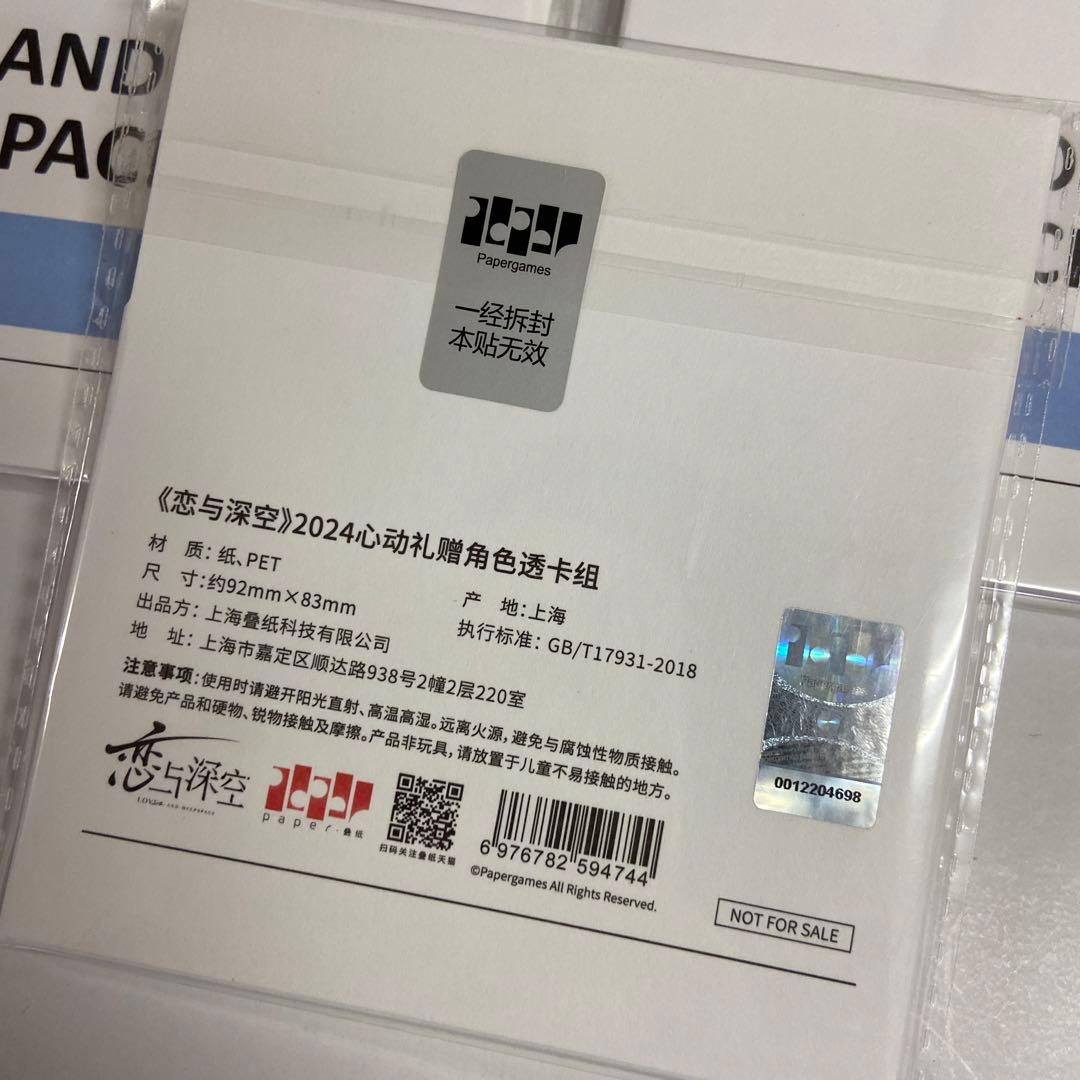 AND
PAC
Papergames
一经拆封
本贴无效
《恋与深空》2024心动礼赠角色透卡组
材 质：纸、PET
尺 寸：约92mm×83mm
产 地：上海
出品方：上海叠纸科技有限公司
执行标准：GB/T17931-2018
地 址：上海市嘉定区顺达路938号2幢2层220室
注意事项：使用时请避开阳光直射、高温高湿。远离火源，避免与腐蚀性物质接触。
请避免产品和硬物、锐物接触及摩擦。产品非玩具，请放置于儿童不易接触的地方。
恋与深空
LOVE AND DEEPSPACE
paper·叠纸
扫码关注叠纸天猫
6 976782 594744
©Papergames All Rights Reserved.
0012204698
NOT FOR SALE